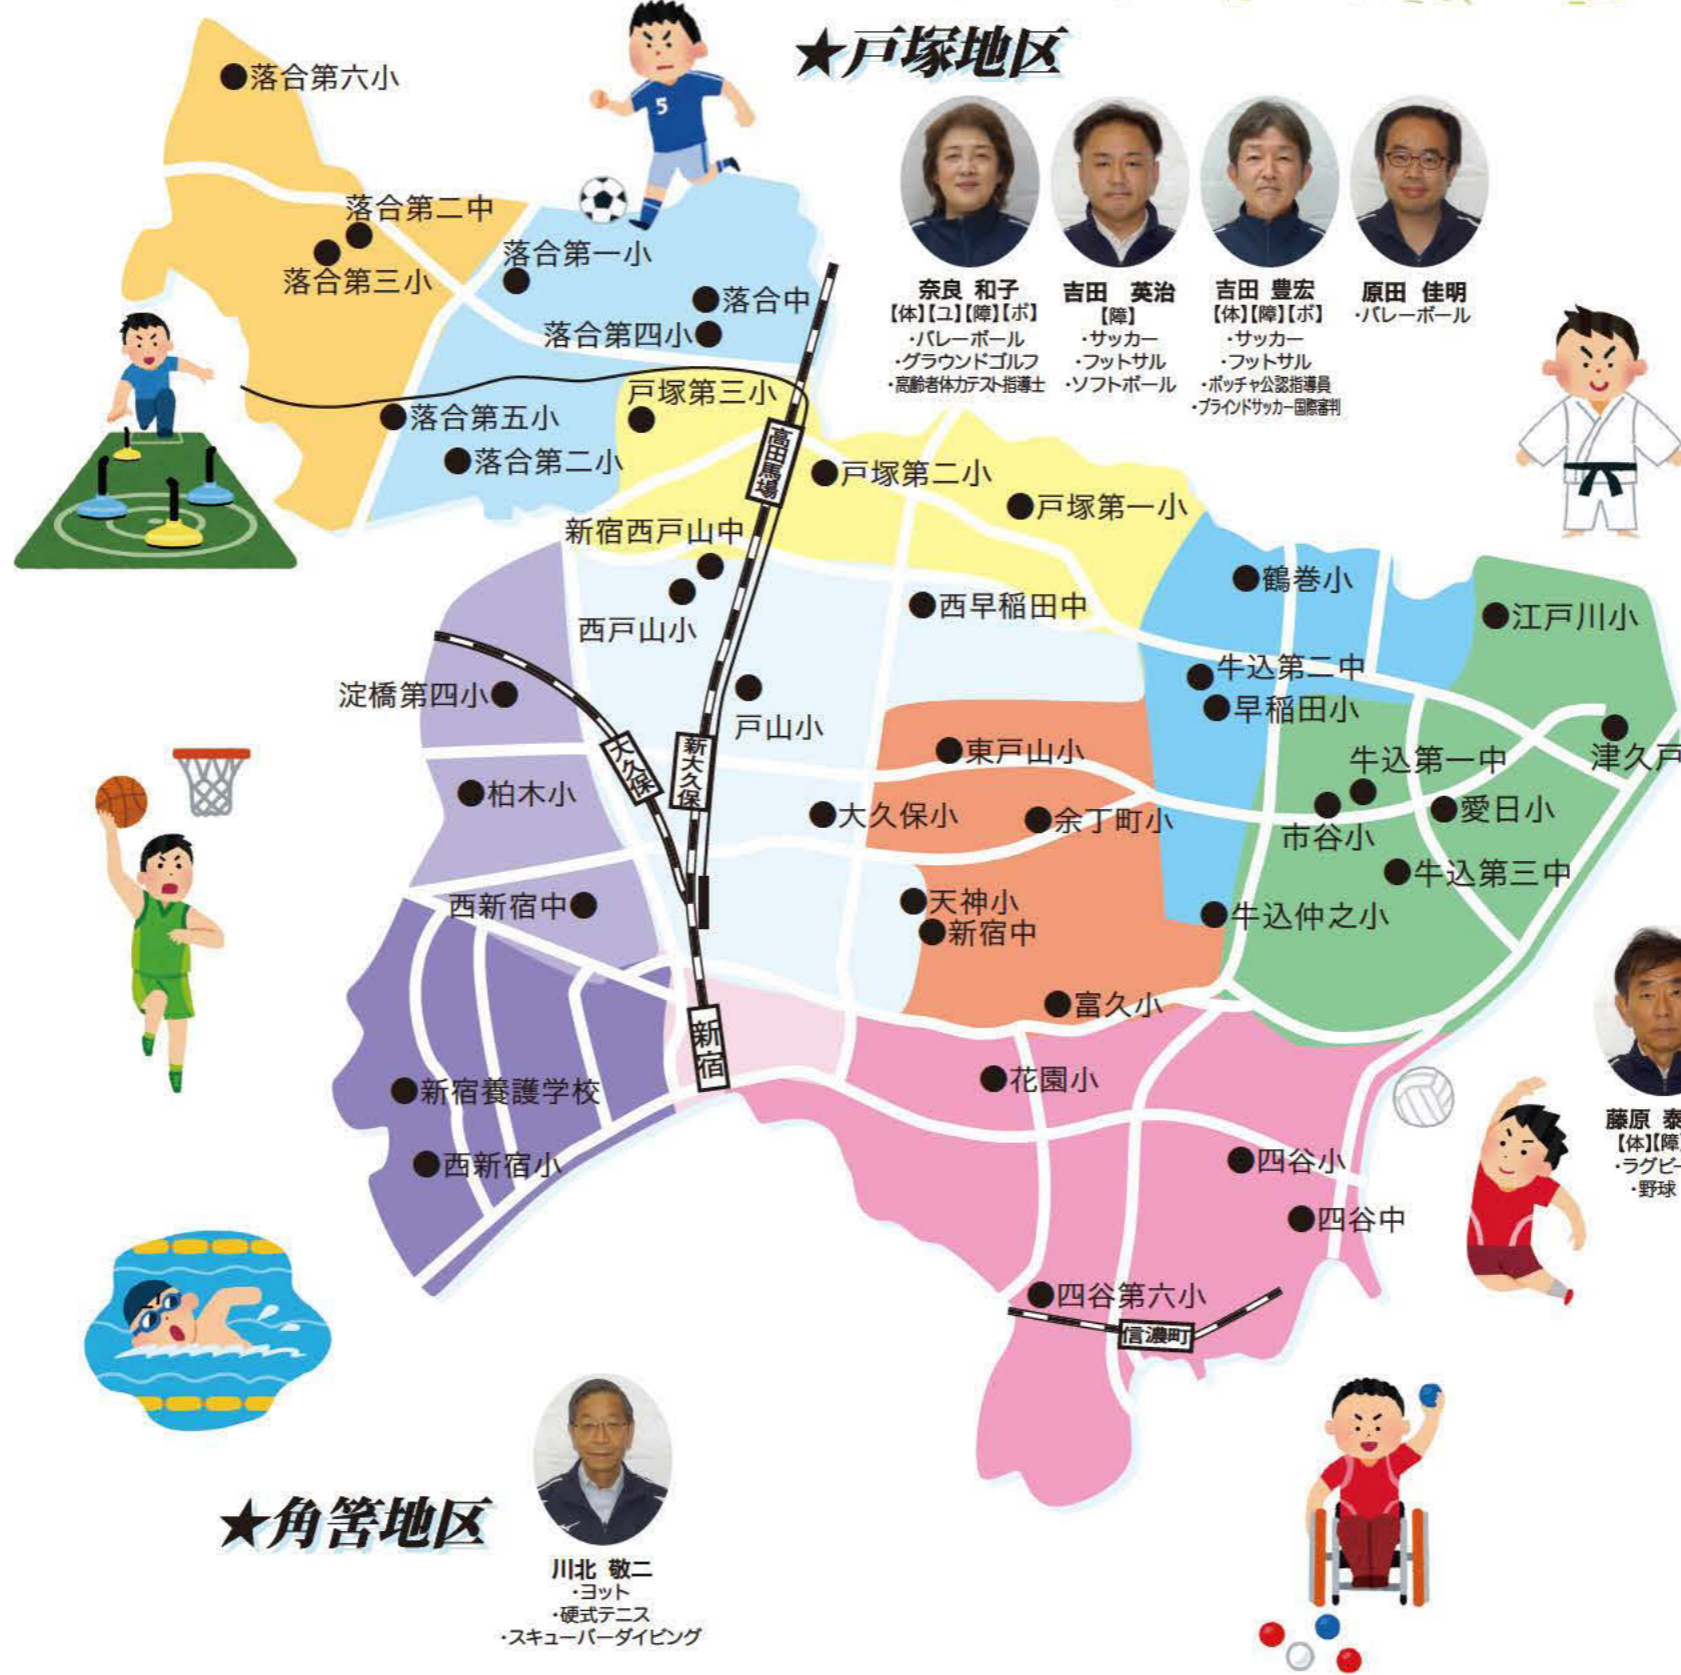 ★戸塚地区
奈良 和子
【体】【ユ】【障】【ボ】
・バレーボール
・グラウンドゴルフ
・高齢者体力テスト指導士
吉田 英治
【障】
・サッカー
・フットサル
・ソフトボール
吉田 豊宏
【体】【障】【ボ】
・サッカー
・フットサル
・ボッチャ公認指導員
・ブラインドサッカー国際審判
原田 佳明
・バレーボール
5
●落合第六小
落合第二中
落合第三小
落合第一小
●落合中
落合第四小●
戸塚第三小
●落合第五小
●落合第二小
高田馬場
●戸塚第二小
●戸塚第一小
新宿西戸山中
西戸山小
●西早稲田中
●鶴巻小
●江戸川小
淀橋第四小●
戸山小
牛込第二中
●早稲田小
津久戸
大久保
新大久保
●東戸山小
牛込第一中
●柏木小
●大久保小
●余丁町小
市谷小
●愛日小
●牛込第三中
西新宿中●
●天神小
●新宿中
●牛込仲之小
●富久小
新宿
●新宿養護学校
●花園小
●西新宿小
●四谷小
●四谷中
●四谷第六小
信濃町
藤原 泰
【体】【障
・ラグビー
・野球
★角筈地区
川北 敬二
・ヨット
・硬式テニス
・スキューバーダイビング